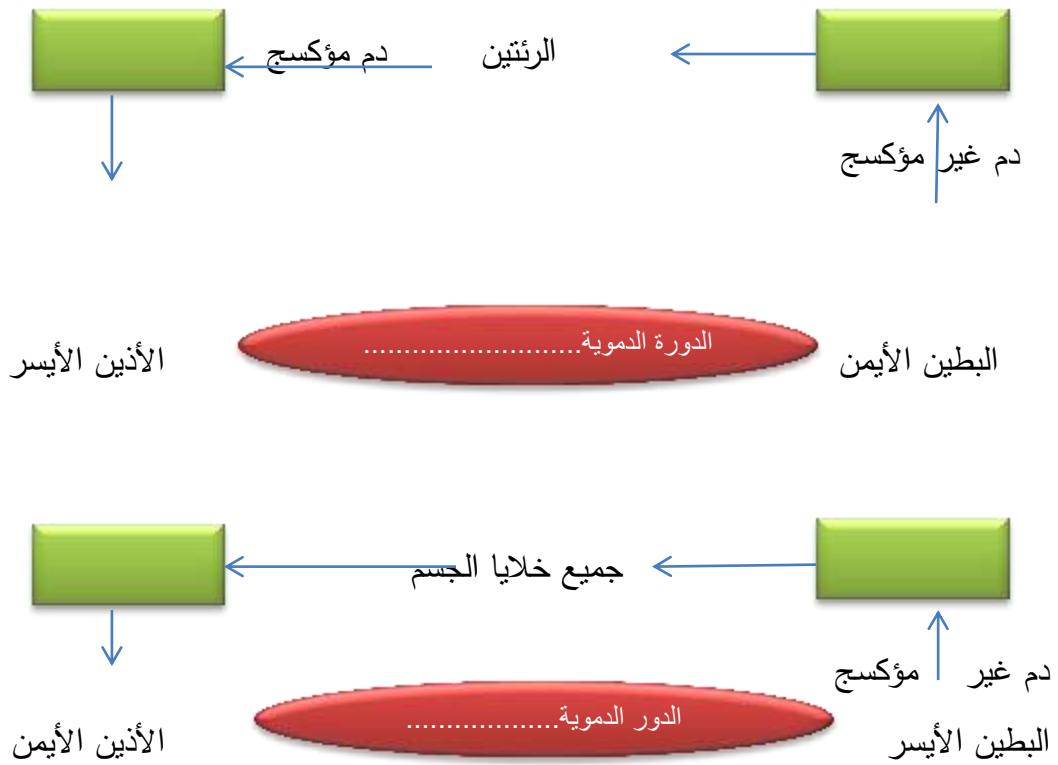 الرئتين
دم مؤكسج
دم غير مؤكسج
الدورة الدموية...........................
البطين الأيمن
الأذين الأيسر
جميع خلايا الجسم
دم غير مؤكسج
الدور الدموية...................
البطين الأيسر
الأذين الأيمن